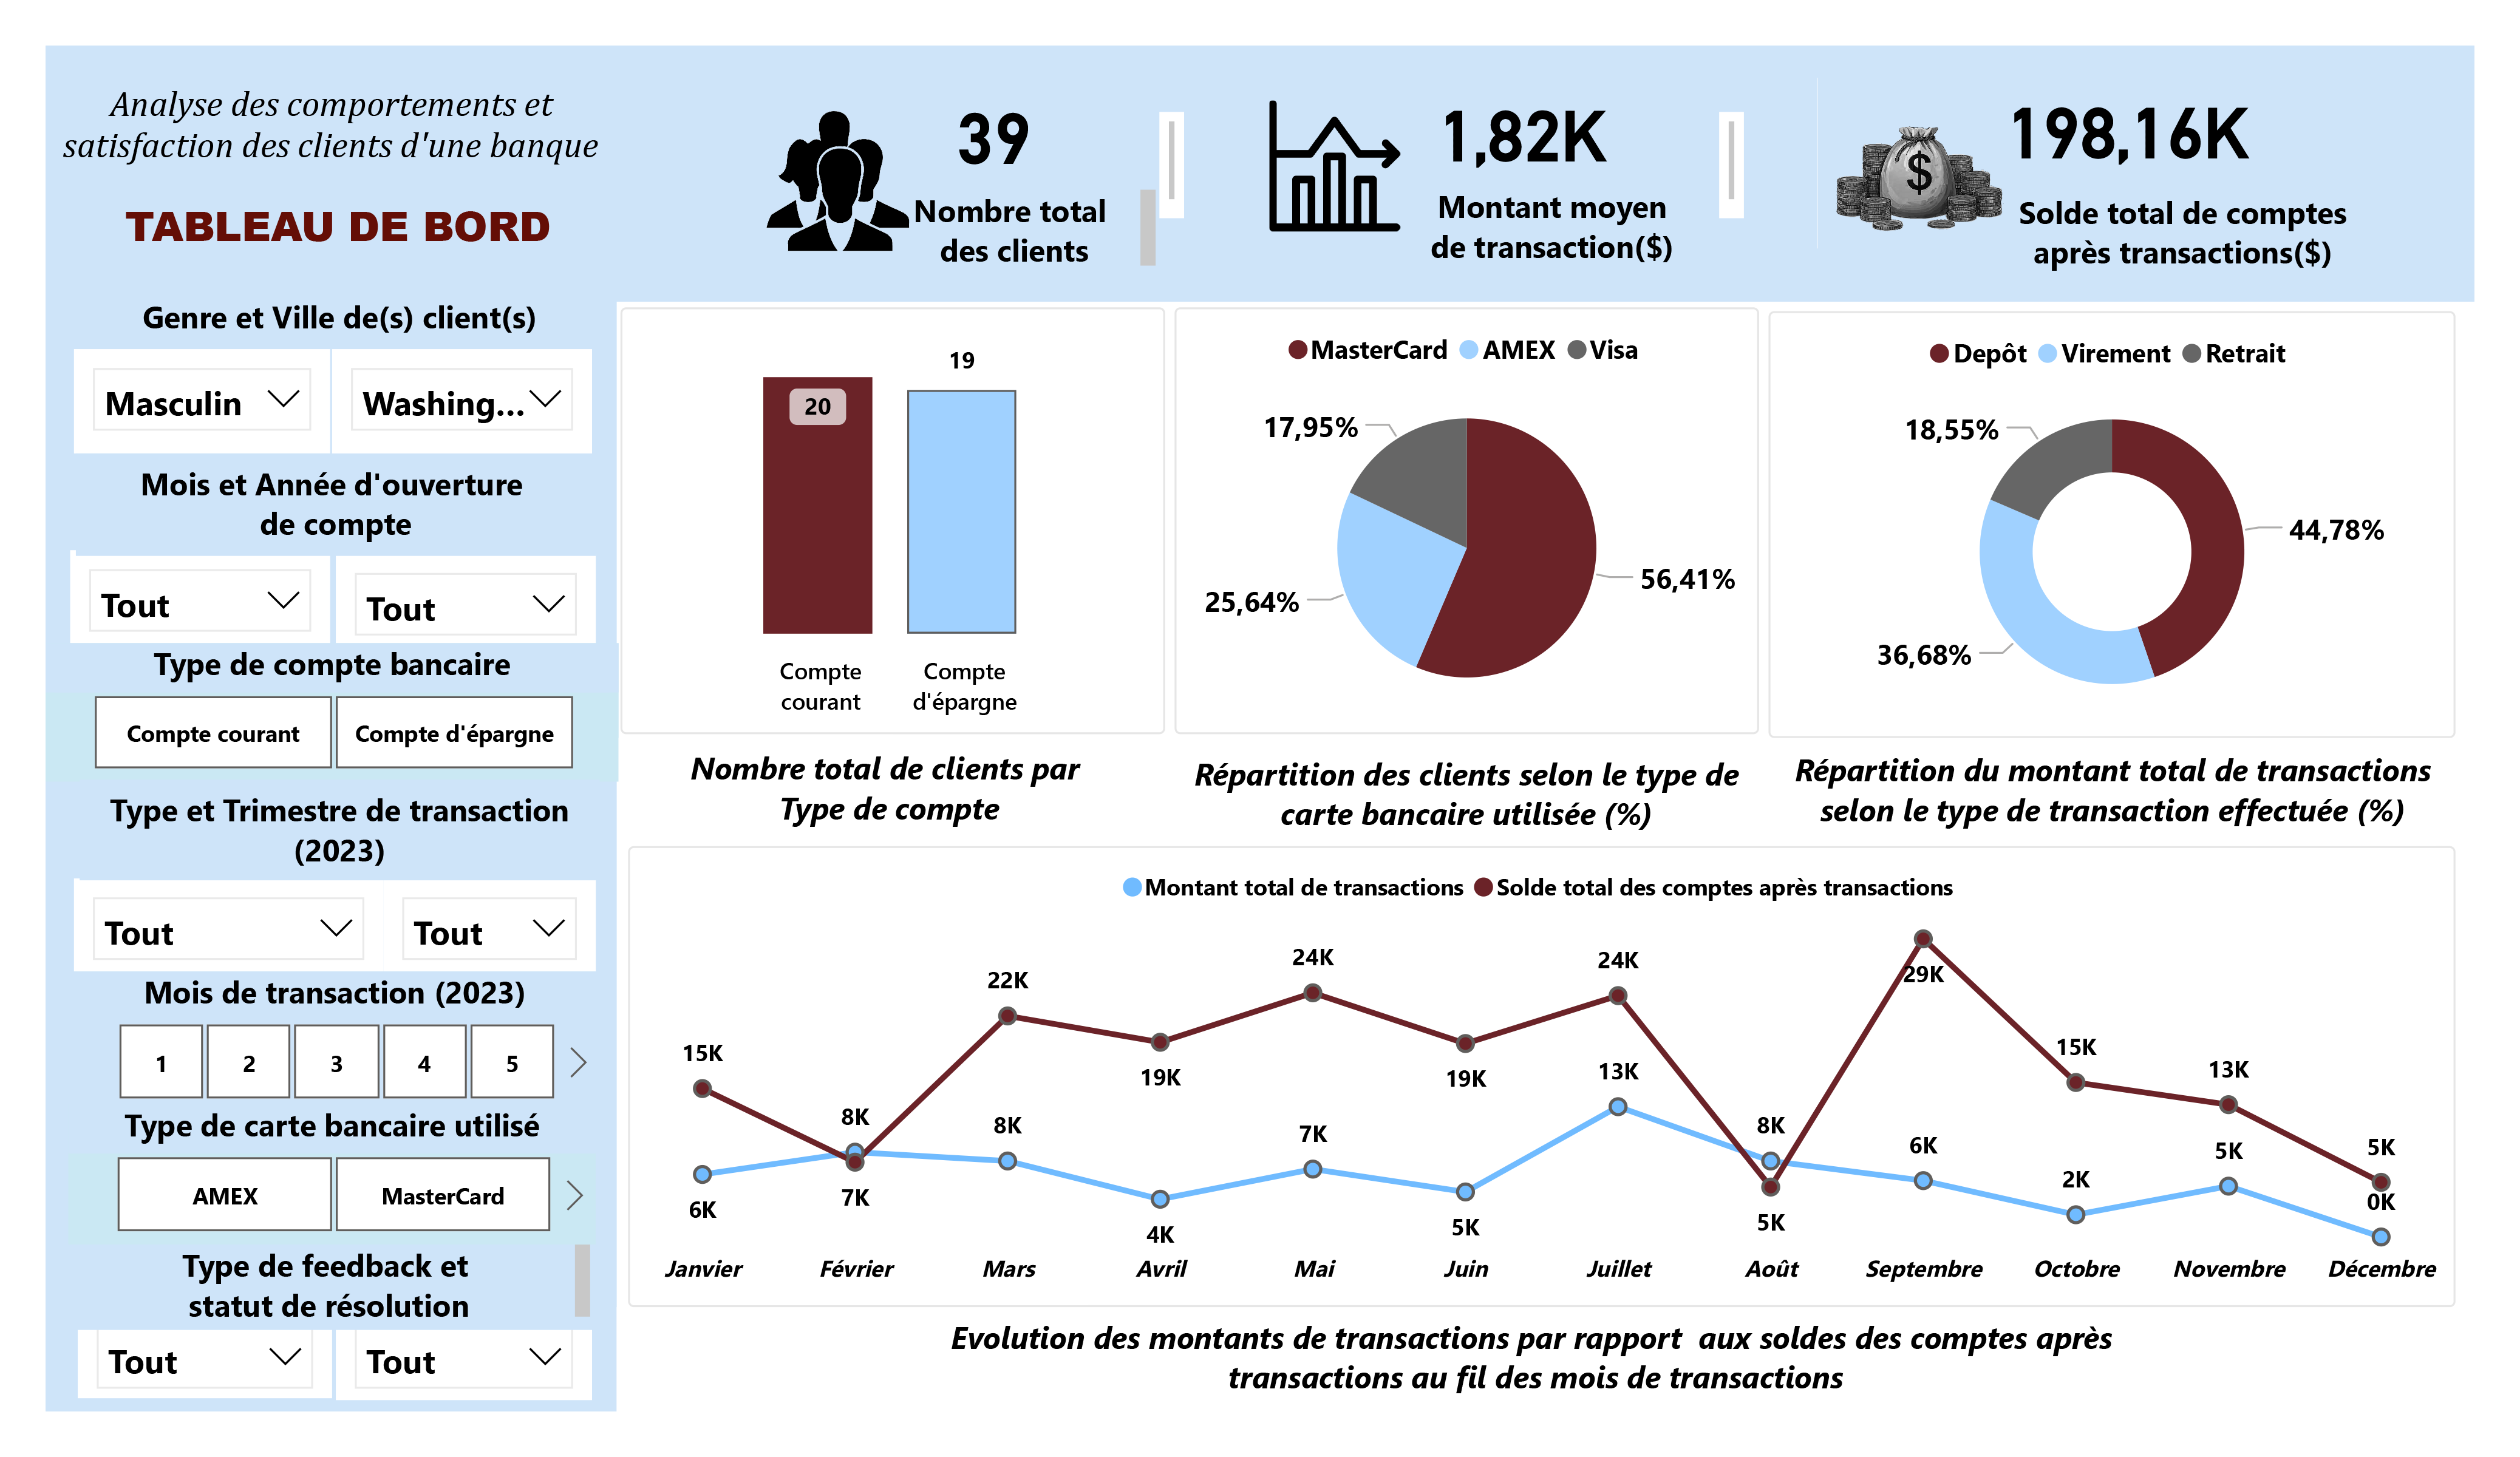 Analyse des comportements et
satisfaction des clients d'une banque
TABLEAU DE BORD
39
Nombre total
des clients
1,82K
Montant moyen
de transaction($)
$
198,16K
Solde total de comptes
après transactions($)
Genre et Ville de(s) client(s)
Masculin
Washing...
Mois et Année d'ouverture
de compte
Tout
Tout
Type de compte bancaire
Compte courant
Compte d'épargne
Type et Trimestre de transaction
(2023)
Tout
Tout
Mois de transaction (2023)
1
2
3
4
5
Type de carte bancaire utilisé
AMEX
MasterCard
Type de feedback et
statut de résolution
Tout
Tout
20
19
Compte
courant
Compte
d'épargne
Nombre total de clients par
Type de compte
MasterCard AMEX Visa
17,95%
25,64%
56,41%
Répartition des clients selon le type de
carte bancaire utilisée (%)
Depôt Virement Retrait
18,55%
44,78%
36,68%
Répartition du montant total de transactions
selon le type de transaction effectuée (%)
Montant total de transactions Solde total des comptes après transactions
15K
8K
22K
19K
24K
19K
24K
5K
29K
15K
13K
5K
6K
7K
8K
4K
7K
5K
13K
8K
6K
2K
5K
0K
Janvier Février Mars Avril Mai Juin Juillet Août Septembre Octobre Novembre Décembre
Evolution des montants de transactions par rapport aux soldes des comptes après
transactions au fil des mois de transactions